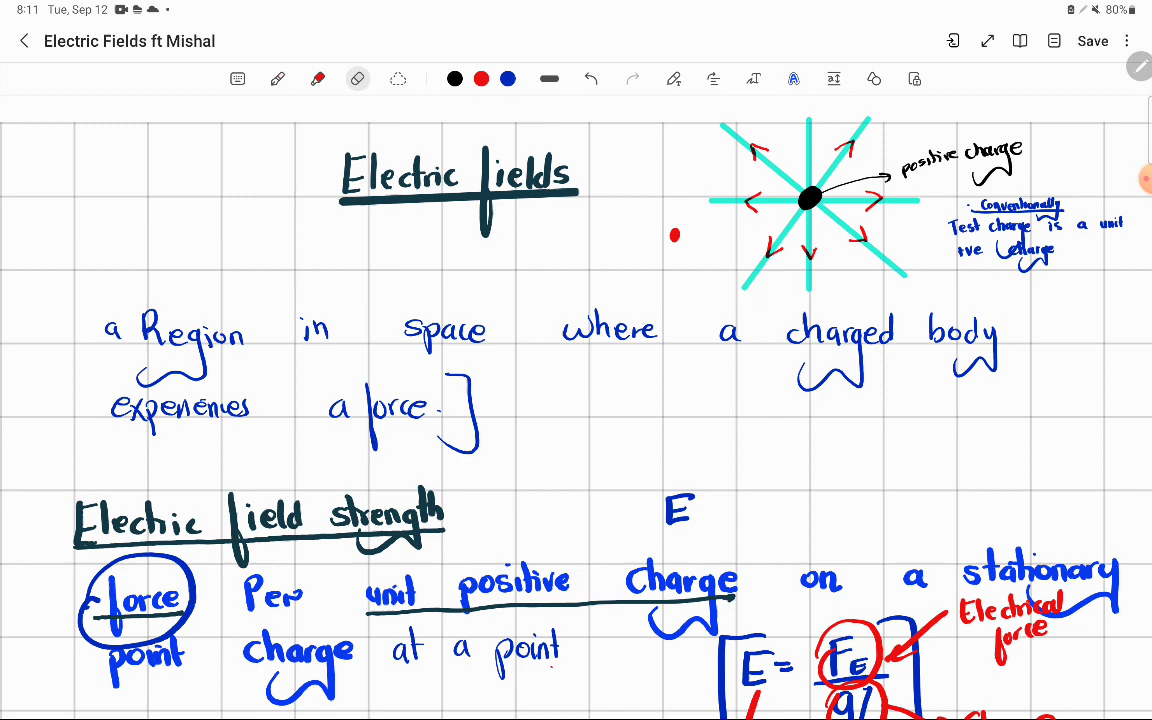 8:11 Tue, Sep 12
80%
Electric Fields ft Mishal
Save
Electric fields
positive charge
Conventionally
Test charge is a unit
+ve charge
a Region in space where a charged body
experiences a force.
Electric field strength
E
force Per unit positive charge on a stationary
point charge at a point
Electrical
force
E = F_E
q